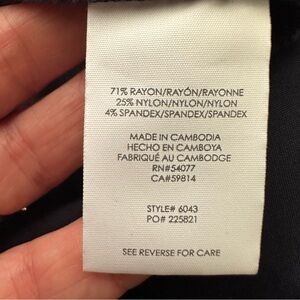 71% RAYON/RAYÓN/RAYONNE
25% NYLON/NYLON/NYLON
4% SPANDEX/SPANDEX/SPANDEX
MADE IN CAMBODIA
HECHO EN CAMBOYA
FABRIQUÉ AU CAMBODGE
RN#54077
CA#59814
STYLE# 6043
PO# 225821
SEE REVERSE FOR CARE